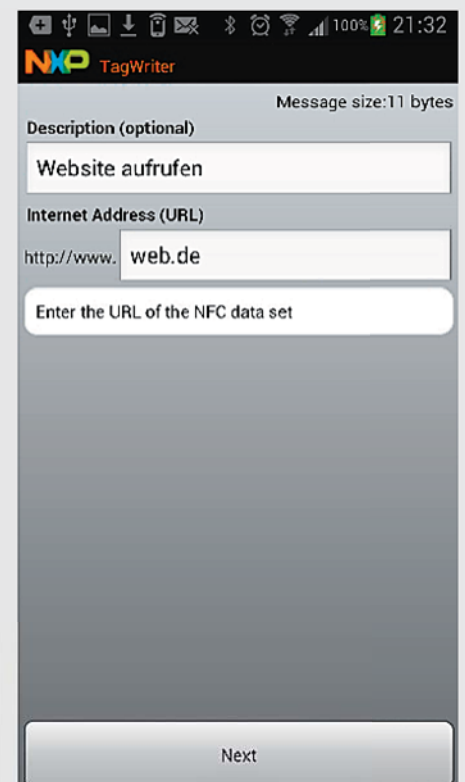 100% 21:32
NXP TagWriter
Message size:11 bytes
Description (optional)
Website aufrufen
Internet Address (URL)
http://www. web.de
Enter the URL of the NFC data set
Next